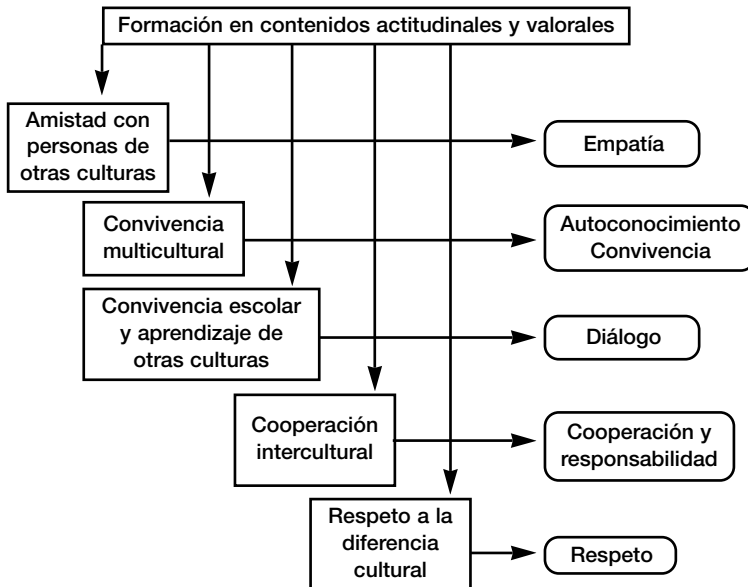 Formación en contenidos actitudinales y valorales
Amistad con
personas de
otras culturas
Empatía
Convivencia
multicultural
Autoconocimiento
Convivencia
Convivencia escolar
y aprendizaje de
otras culturas
Diálogo
Cooperación
intercultural
Cooperación y
responsabilidad
Respeto a la
diferencia
cultural
Respeto